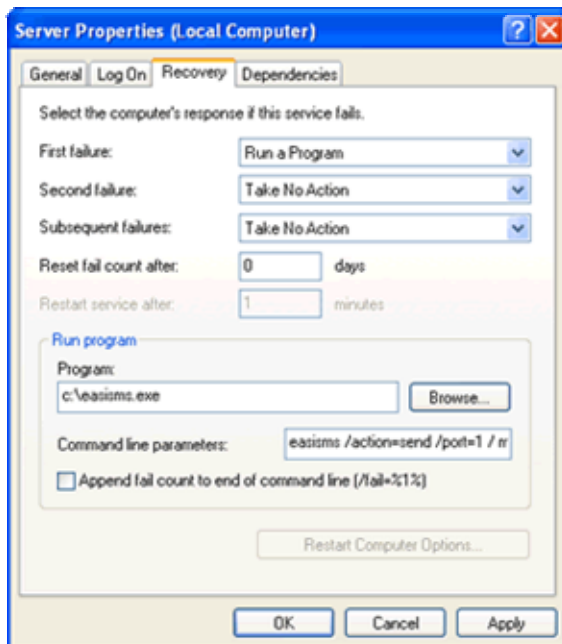 Server Properties (Local Computer)
General Log On Recovery Dependencies
Select the computer's response if this service fails.
First failure: Run a Program
Second failure: Take No Action
Subsequent failures: Take No Action
Reset fail count after: 0 days
Restart service after: 1 minutes
Run program
Program:
c:\easisms.exe Browse...
Command line parameters: easisms /action=send /port=1 /
Append fail count to end of command line (/fail=%1%)
Restart Computer Options...
OK Cancel Apply